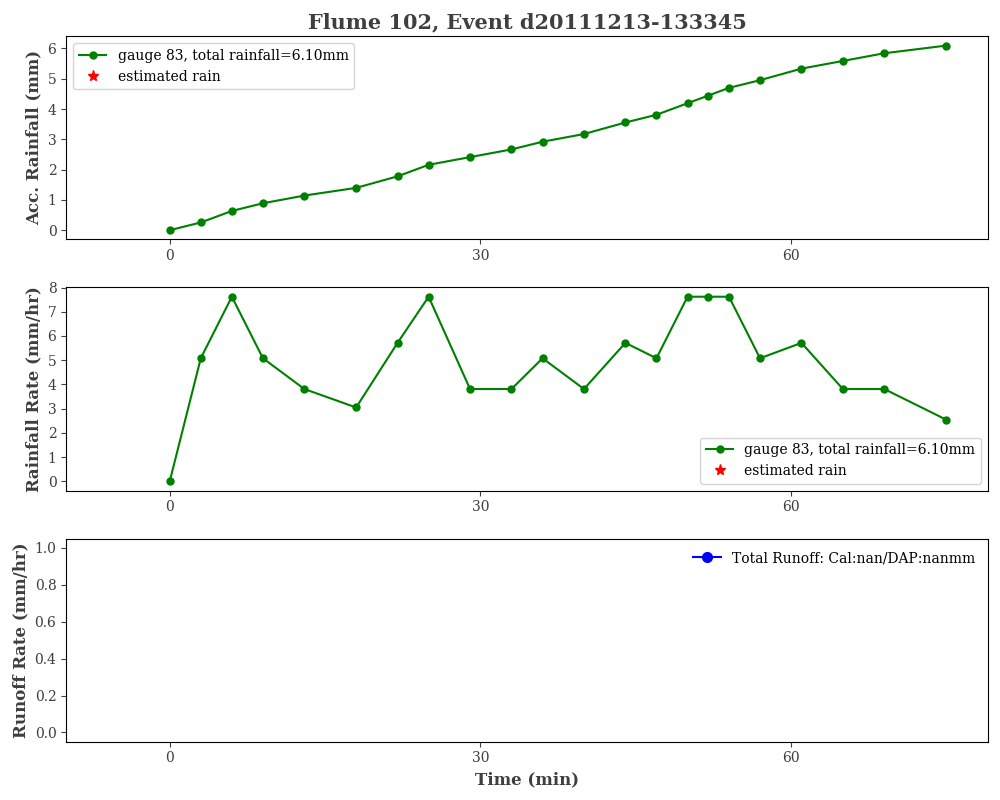 Flume 102, Event d20111213-133345
Acc. Rainfall (mm)
6
5
4
3
2
1
0
gauge 83, total rainfall=6.10mm
estimated rain
0 30 60
Rainfall Rate (mm/hr)
8
7
6
5
4
3
2
1
0
gauge 83, total rainfall=6.10mm
estimated rain
0 30 60
Runoff Rate (mm/hr)
1.0
0.8
0.6
0.4
0.2
0.0
Total Runoff: Cal:nan/DAP:nanmm
0 30 60
Time (min)